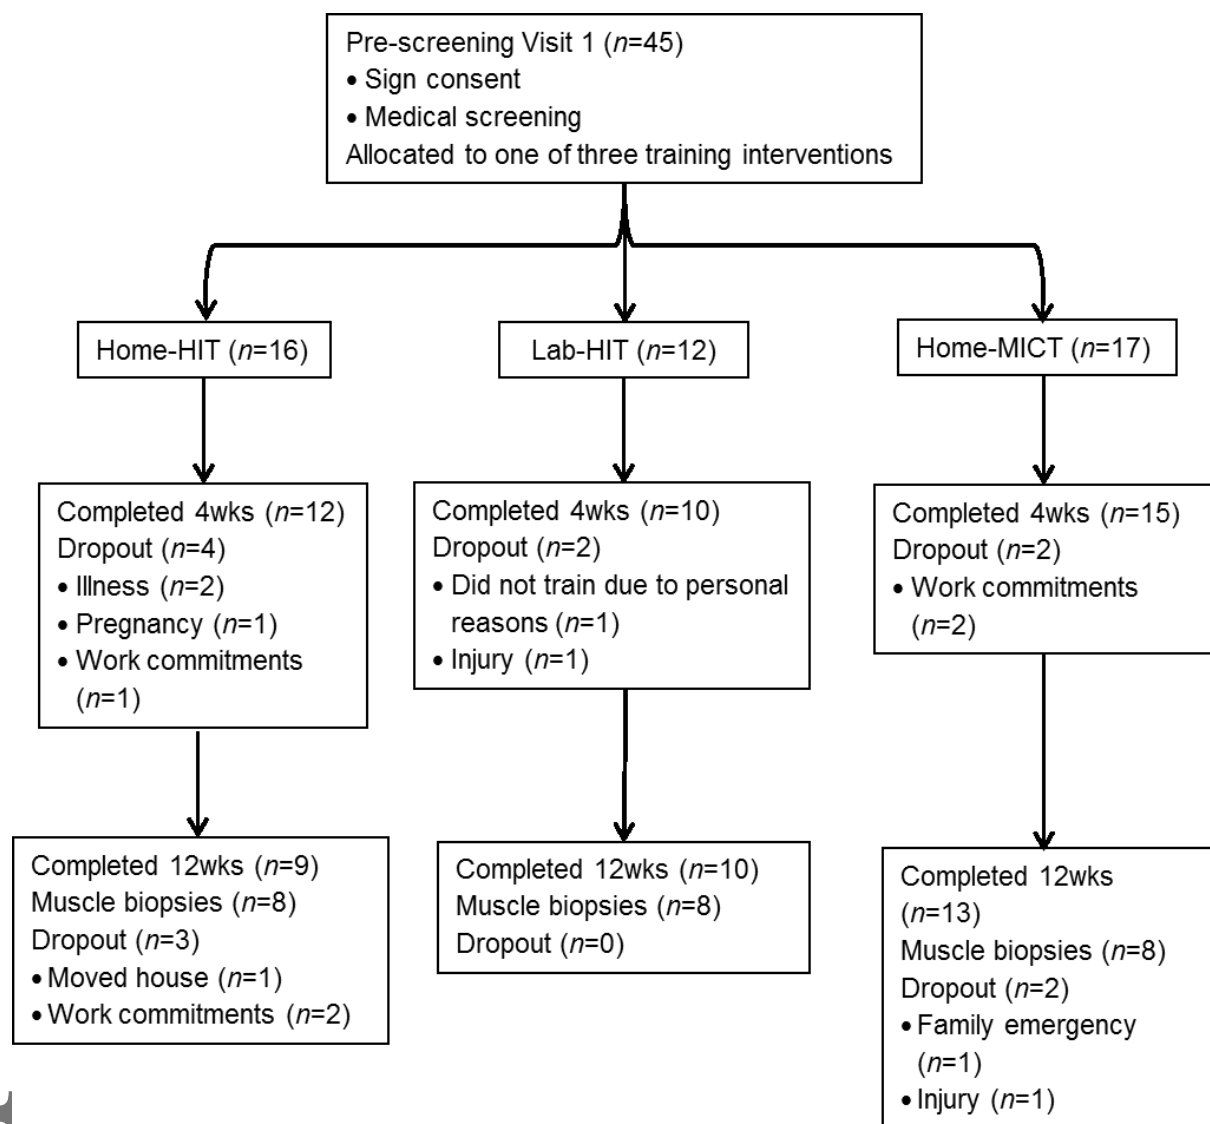 Pre-screening Visit 1 (n=45)
• Sign consent
• Medical screening
Allocated to one of three training interventions
Home-HIT (n=16)
Lab-HIT (n=12)
Home-MICT (n=17)
Completed 4wks (n=12)
Dropout (n=4)
• Illness (n=2)
• Pregnancy (n=1)
• Work commitments
(n=1)
Completed 4wks (n=10)
Dropout (n=2)
• Did not train due to personal
reasons (n=1)
• Injury (n=1)
Completed 4wks (n=15)
Dropout (n=2)
• Work commitments
(n=2)
Completed 12wks (n=9)
Muscle biopsies (n=8)
Dropout (n=3)
• Moved house (n=1)
• Work commitments (n=2)
Completed 12wks (n=10)
Muscle biopsies (n=8)
Dropout (n=0)
Completed 12wks
(n=13)
Muscle biopsies (n=8)
Dropout (n=2)
• Family emergency
(n=1)
• Injury (n=1)